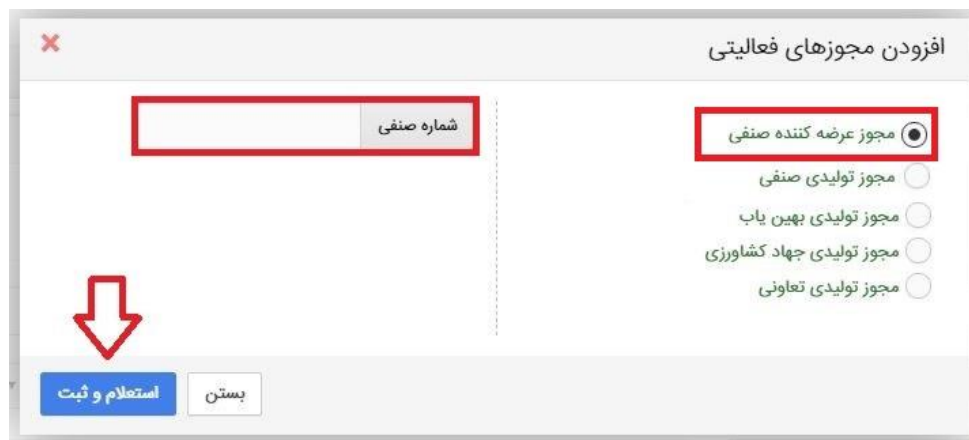 افزودن مجوزهای فعالیتی
مجوز عرضه کننده صنفی
مجوز تولیدی صنفی
مجوز تولیدی بهین یاب
مجوز تولیدی جهاد کشاورزی
مجوز تولیدی تعاونی
شماره صنفی
بستن
استعلام و ثبت